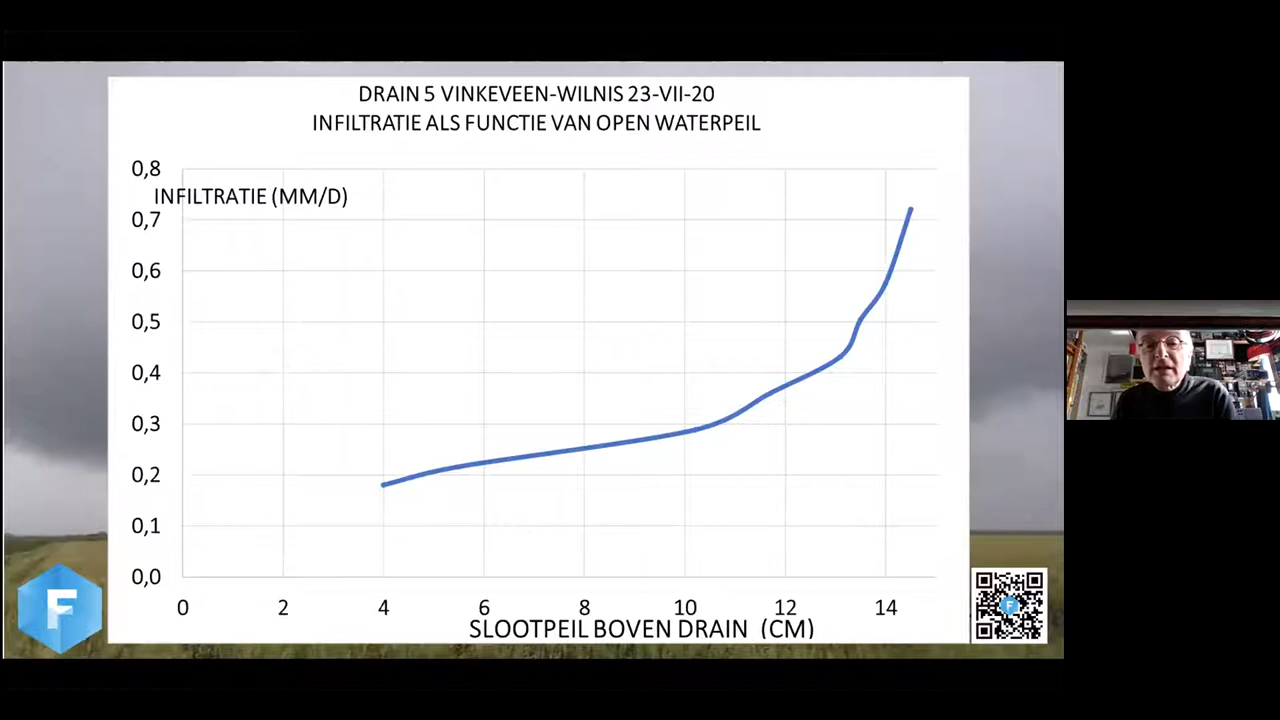 DRAIN 5 VINKEVEEN-WILNIS 23-VII-20
INFILTRATIE ALS FUNCTIE VAN OPEN WATERPEIL
0,8
INFILTRATIE (MM/D)
0,7
0,6
0,5
0,4
0,3
0,2
0,1
0,0
0 2 4 6 8 10 12 14
SLOOTPEIL BOVEN DRAIN (CM)
F
F